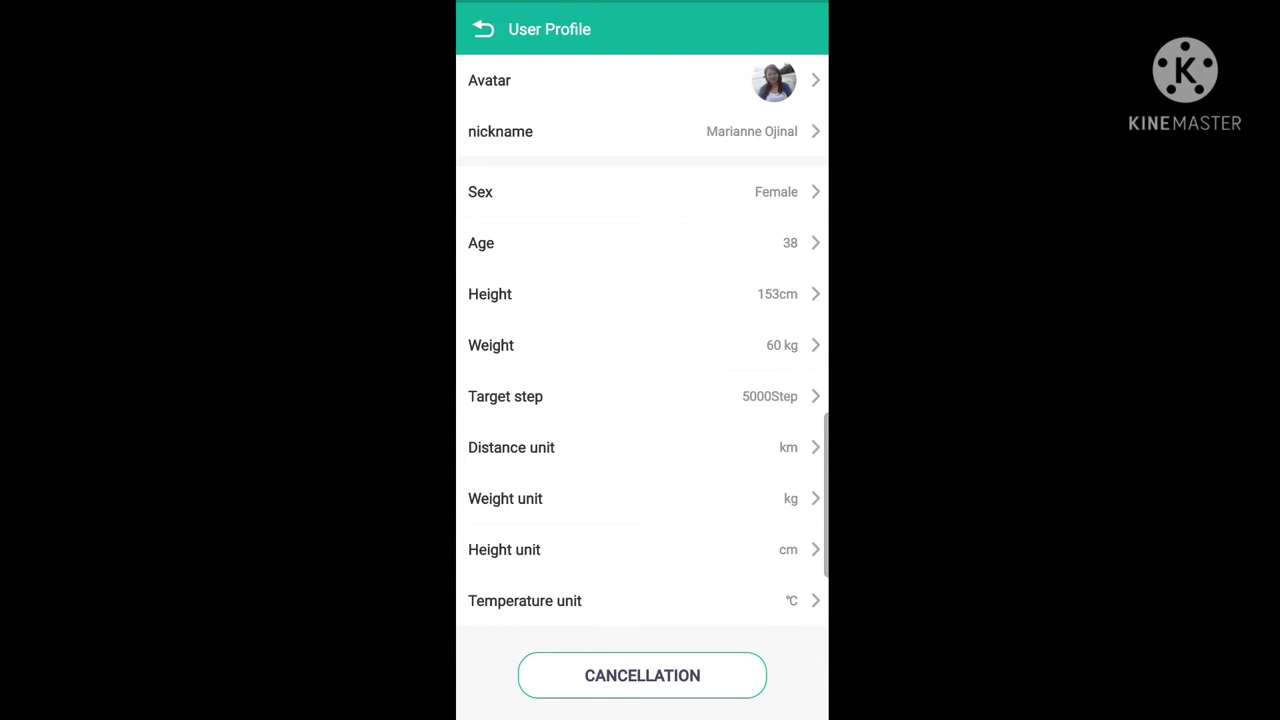 User Profile
Avatar
nickname Marianne Ojinal
Sex Female
Age 38
Height 153cm
Weight 60 kg
Target step 5000Step
Distance unit km
Weight unit kg
Height unit cm
Temperature unit ℃
CANCELLATION
K
KINEMASTER